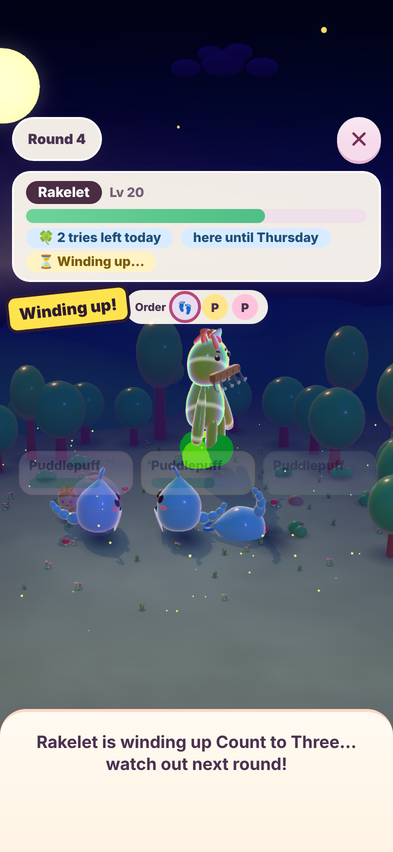 Round 4
Rakelet Lv 20
🍀 2 tries left today here until Thursday
⏳ Winding up...
Winding up!
Order 👣 P P
Puddlepuff Puddlepuff Puddlepuff
Rakelet is winding up Count to Three...
watch out next round!